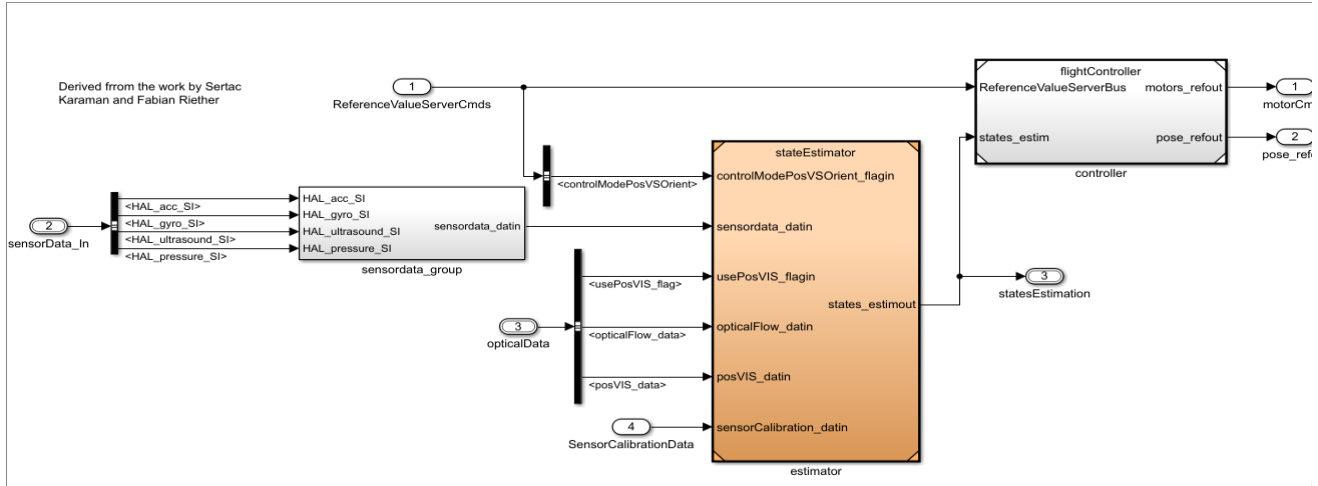 Derived frrom the work by Sertac
Karaman and Fabian Riether
1
ReferenceValueServerCmds
flightController
ReferenceValueServerBus
motors_refout
states_estim
pose_refout
controller
1
motorCm
2
pose_refe
2
sensorData_In
<HAL_acc_SI>
<HAL_gyro_SI>
<HAL_ultrasound_SI>
<HAL_pressure_SI>
HAL_acc_SI
HAL_gyro_SI
HAL_ultrasound_SI
HAL_pressure_SI
sensordata_datin
sensordata_group
<controlModePosVSOrient>
3
opticalData
<usePosVIS_flag>
<opticalFlow_data>
<posVIS_data>
4
SensorCalibrationData
stateEstimator
controlModePosVSOrient_flagin
sensordata_datin
usePosVIS_flagin
opticalFlow_datin
posVIS_datin
sensorCalibration_datin
states_estimout
estimator
3
statesEstimation